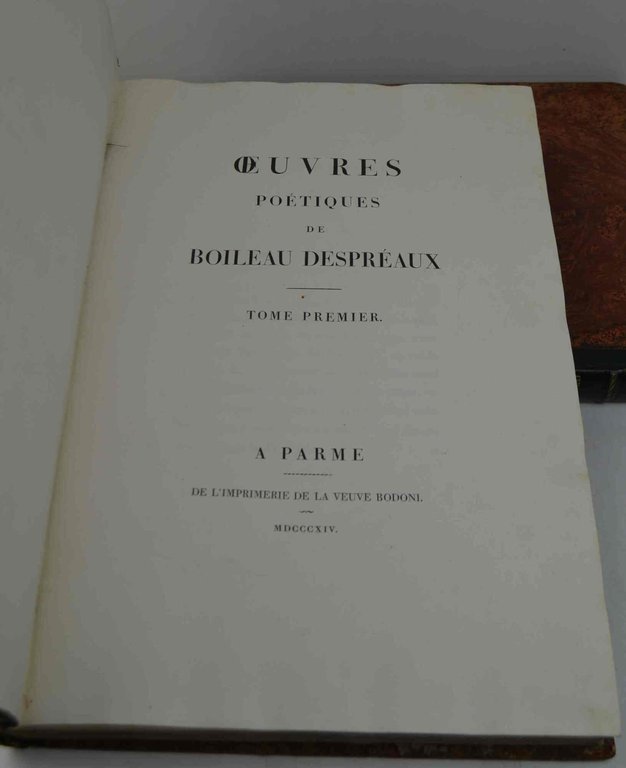 ŒUVRES
POÉTIQUES
DE
BOILEAU DESPRÉAUX
TOME PREMIER.
A PARME
DE L'IMPRIMERIE DE LA VEUVE BODONI.
MDCCCXIV.